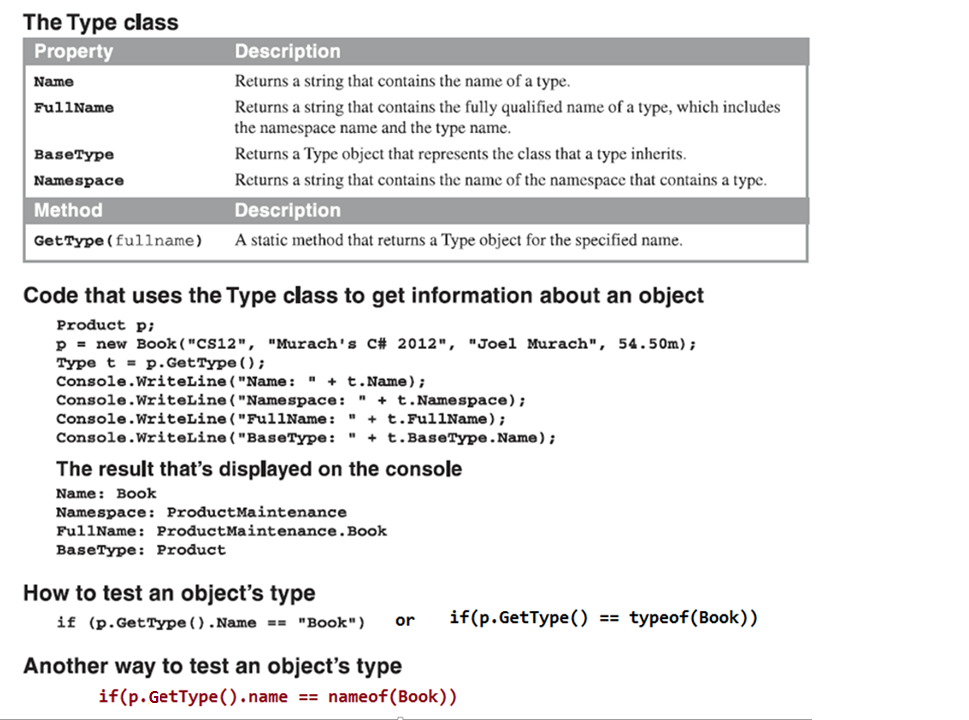 The Type class
Property Description
Name Returns a string that contains the name of a type.
FullName Returns a string that contains the fully qualified name of a type, which includes
the namespace name and the type name.
BaseType Returns a Type object that represents the class that a type inherits.
Namespace Returns a string that contains the name of the namespace that contains a type.
Method Description
GetType(fullname) A static method that returns a Type object for the specified name.
Code that uses the Type class to get information about an object
Product p;
p = new Book("CS12", "Murach's C# 2012", "Joel Murach", 54.50m);
Type t = p.GetType();
Console.WriteLine("Name: " + t.Name);
Console.WriteLine("Namespace: " + t.Namespace);
Console.WriteLine("FullName: " + t.FullName);
Console.WriteLine("BaseType: " + t.BaseType.Name);
The result that's displayed on the console
Name: Book
Namespace: ProductMaintenance
FullName: ProductMaintenance.Book
BaseType: Product
How to test an object's type
if (p.GetType().Name == "Book") or if(p.GetType() == typeof(Book))
Another way to test an object's type
if(p.GetType().name == nameof(Book))